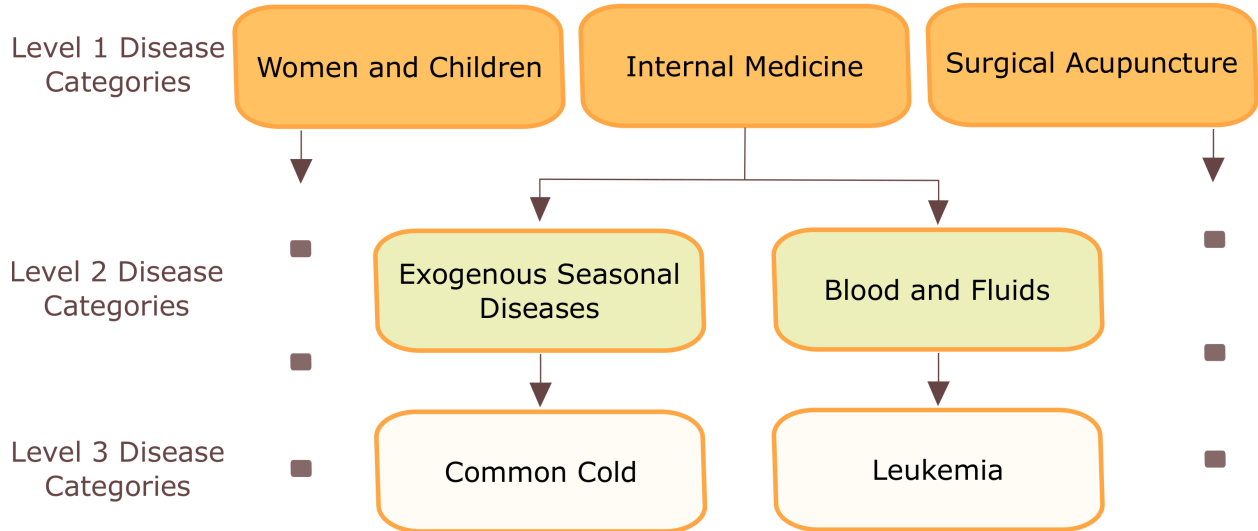 Level 1 Disease
Categories
Women and Children
Internal Medicine
Surgical Acupuncture
Level 2 Disease
Categories
Exogenous Seasonal
Diseases
Blood and Fluids
Level 3 Disease
Categories
Common Cold
Leukemia